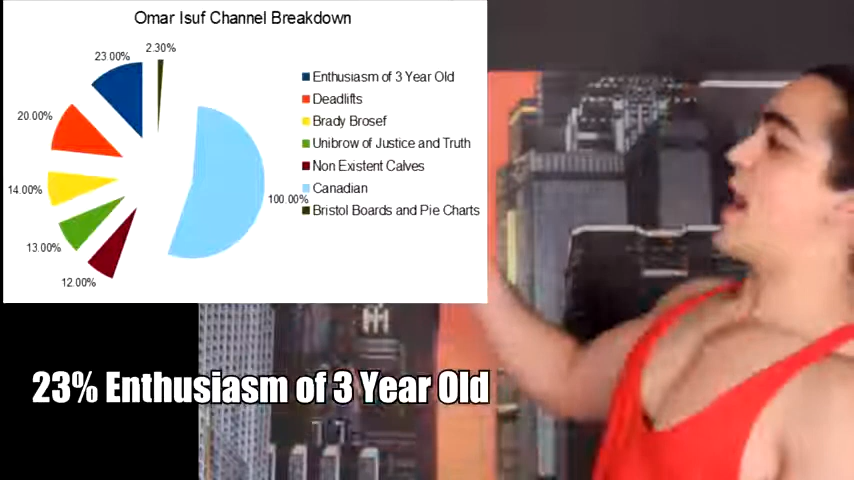 Omar Isuf Channel Breakdown
2.30%
23.00%
20.00%
14.00%
13.00%
12.00%
100.00%
Enthusiasm of 3 Year Old
Deadlifts
Brady Brosef
Unibrow of Justice and Truth
Non Existent Calves
Canadian
Bristol Boards and Pie Charts
23% Enthusiasm of 3 Year Old